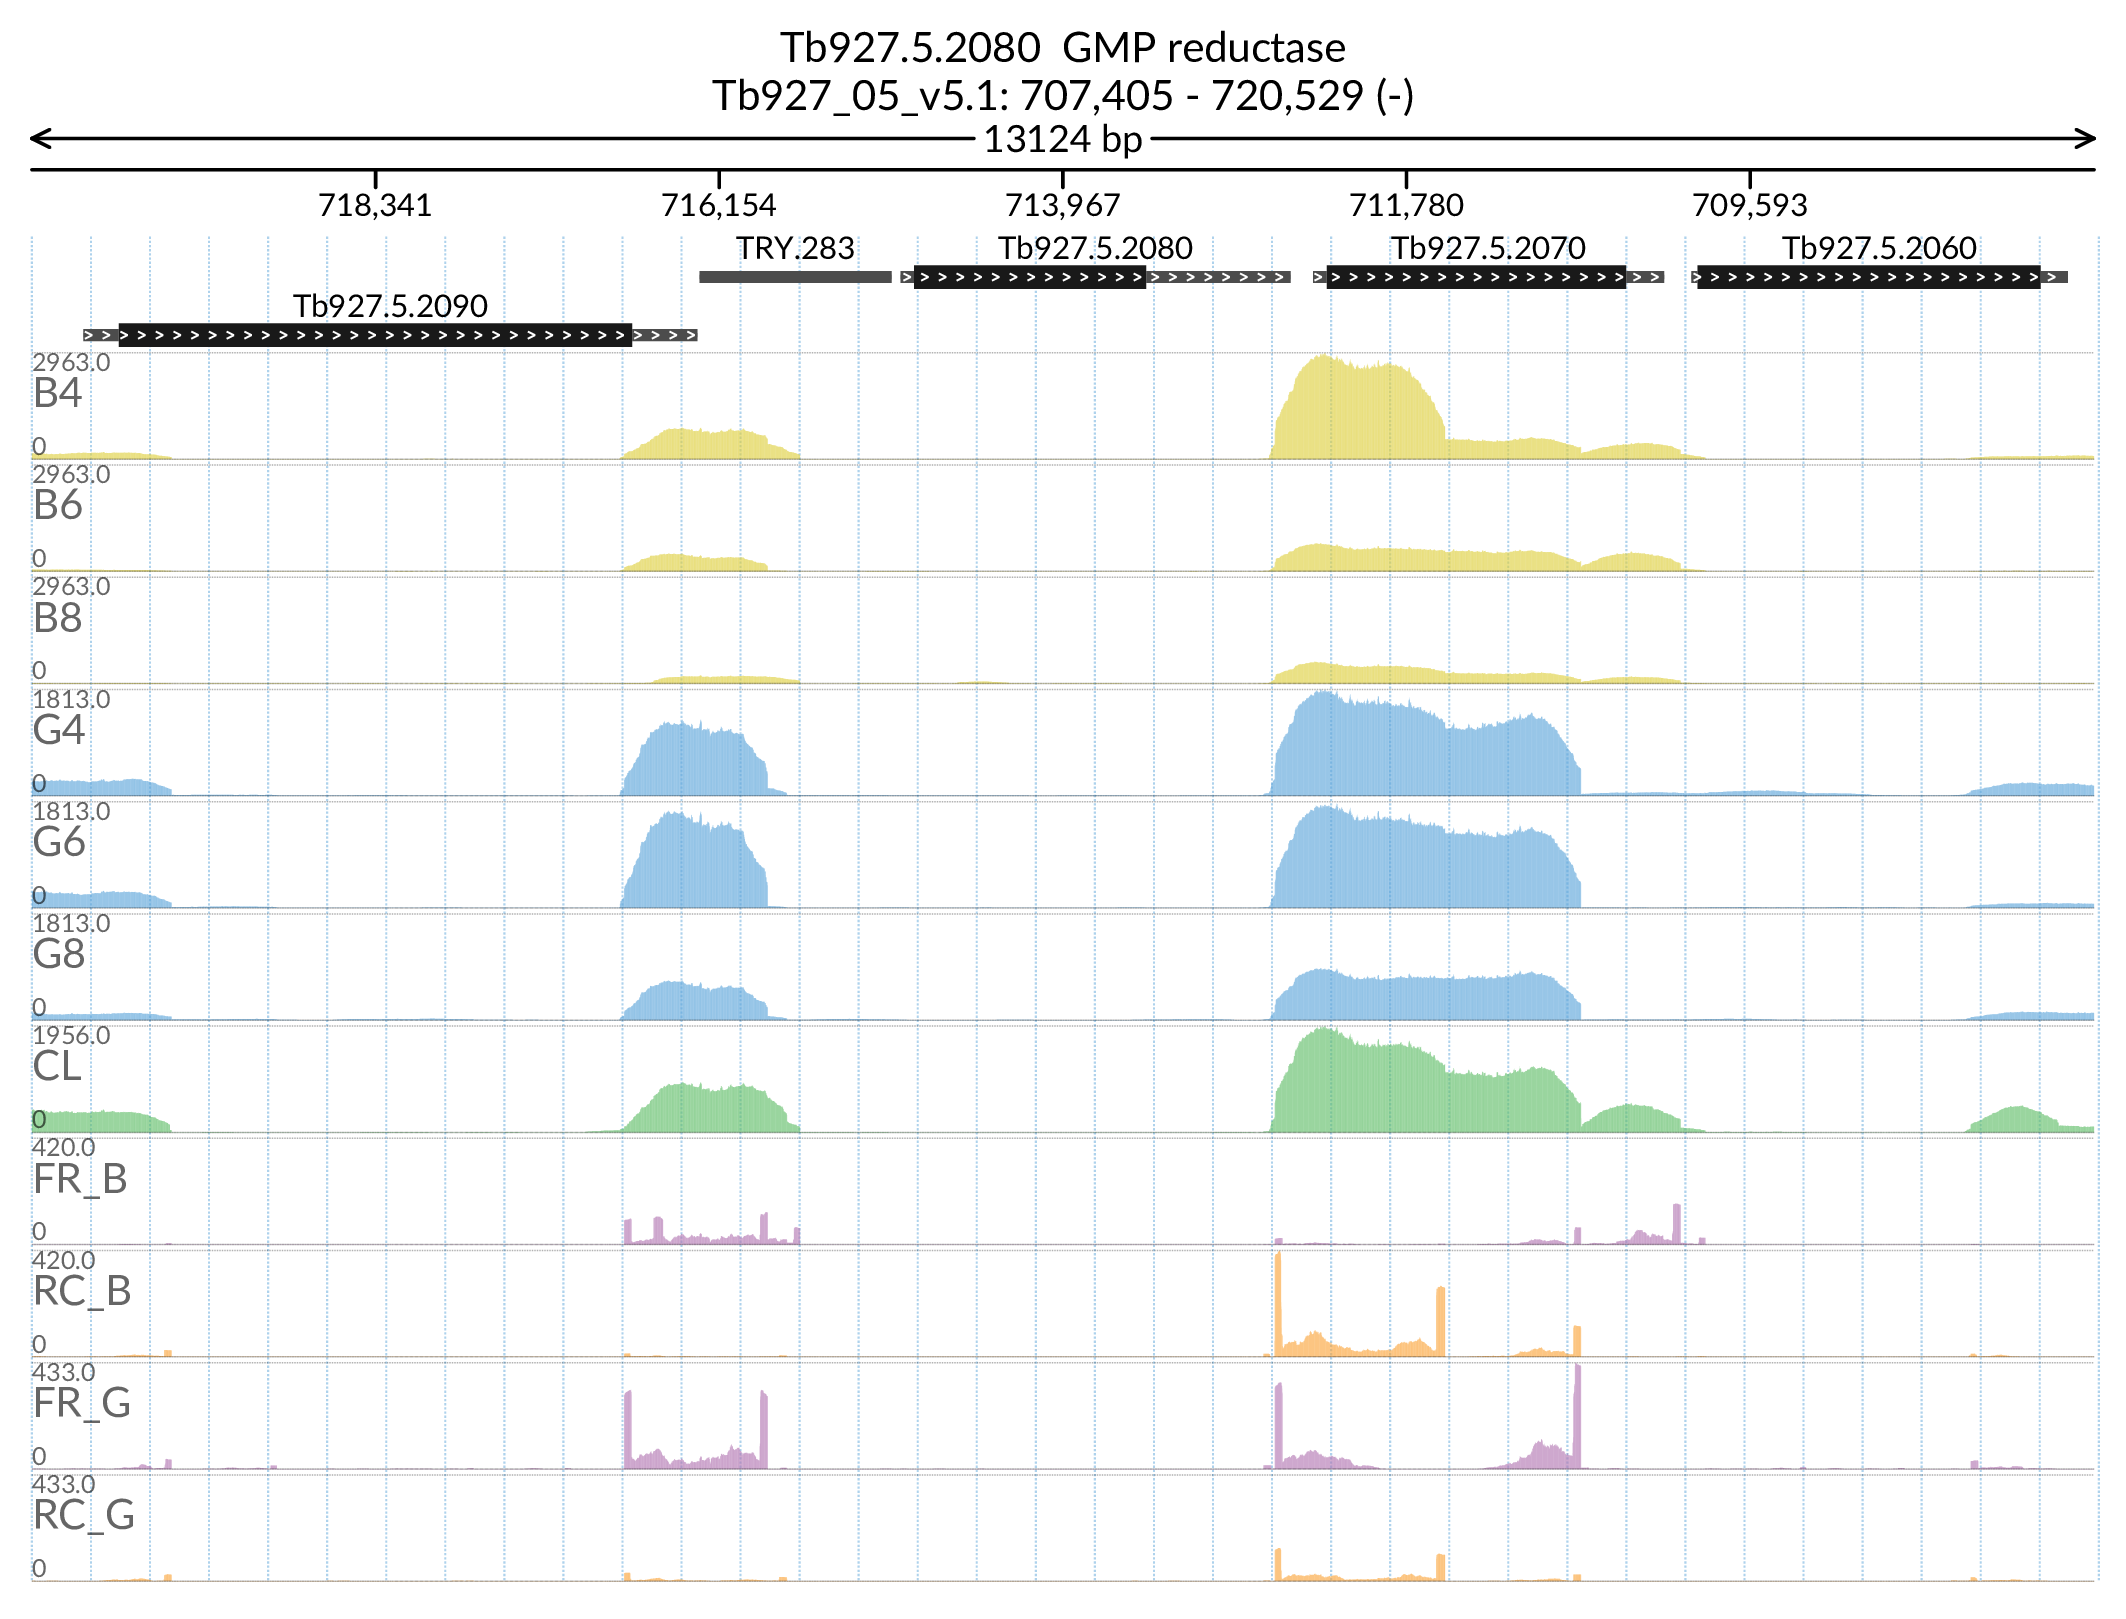 Tb927.5.2080  GMP reductase
Tb927_05_v5.1: 707,405 - 720,529 (-)
13124 bp
718,341 716,154 713,967 711,780 709,593
TRY.283 Tb927.5.2080 Tb927.5.2070 Tb927.5.2060
Tb927.5.2090
2963.0
B4
0
2963.0
B6
0
2963.0
B8
0
1813.0
G4
0
1813.0
G6
0
1813.0
G8
0
1956.0
CL
0
420.0
FR_B
0
420.0
RC_B
0
433.0
FR_G
0
433.0
RC_G
0